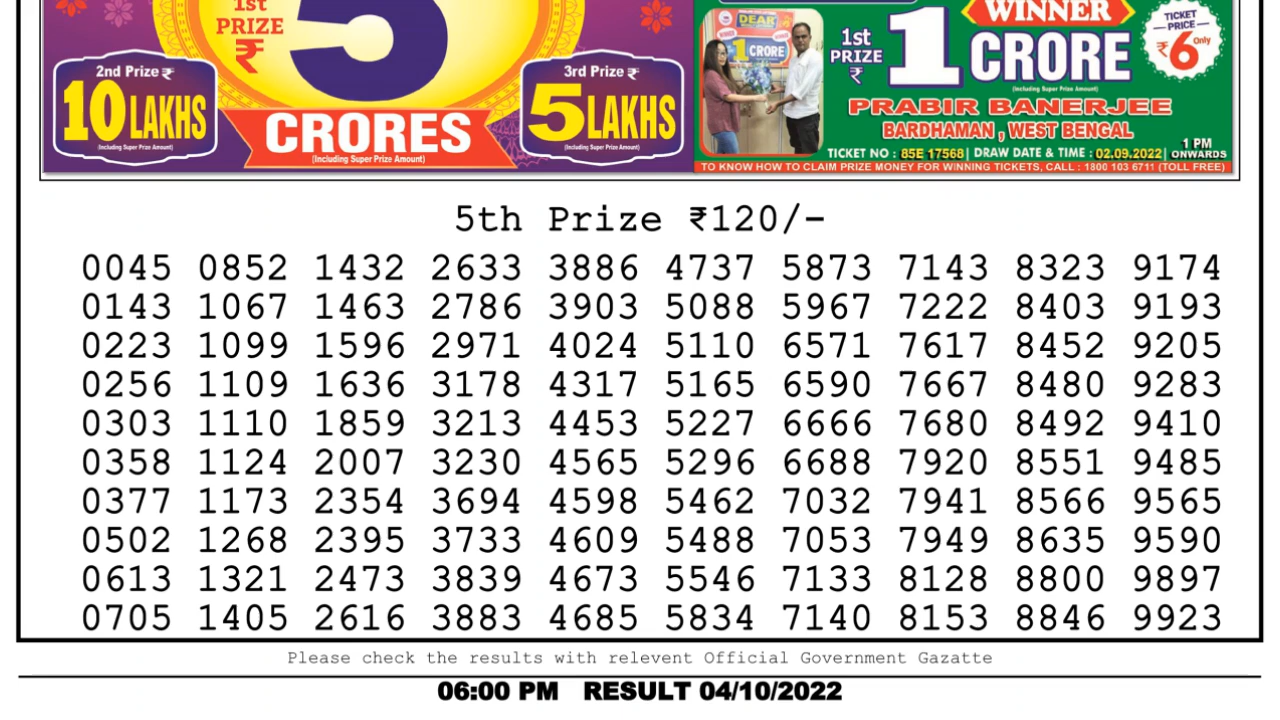 1st
PRIZE
₹
5
CRORES
(Including Super Prize Amount)
2nd Prize ₹
10 LAKHS
(Including Super Prize Amount)
3rd Prize ₹
5 LAKHS
(Including Super Prize Amount)
WINNER
1st
PRIZE
₹
1 CRORE
(Including Super Prize Amount)
TICKET
PRICE
₹6 Only
DEAR
1 CRORE
PRABIR BANERJEE
BARDHAMAN , WEST BENGAL
TICKET NO : 85E 17568| DRAW DATE & TIME : 02.09.2022| 1 PM ONWARDS
TO KNOW HOW TO CLAIM PRIZE MONEY FOR WINNING TICKETS, CALL : 1800 103 6711 (TOLL FREE)
5th Prize ₹120/-
0045 0852 1432 2633 3886 4737 5873 7143 8323 9174
0143 1067 1463 2786 3903 5088 5967 7222 8403 9193
0223 1099 1596 2971 4024 5110 6571 7617 8452 9205
0256 1109 1636 3178 4317 5165 6590 7667 8480 9283
0303 1110 1859 3213 4453 5227 6666 7680 8492 9410
0358 1124 2007 3230 4565 5296 6688 7920 8551 9485
0377 1173 2354 3694 4598 5462 7032 7941 8566 9565
0502 1268 2395 3733 4609 5488 7053 7949 8635 9590
0613 1321 2473 3839 4673 5546 7133 8128 8800 9897
0705 1405 2616 3883 4685 5834 7140 8153 8846 9923
Please check the results with relevent Official Government Gazatte
06:00 PM RESULT 04/10/2022